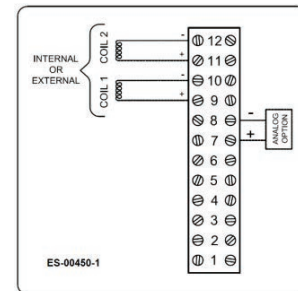 COIL 2
-
+
INTERNAL
OR
EXTERNAL
COIL 1
-
+
12
11
10
9
8
7
6
5
4
3
2
1
-
+
ANALOG
OPTION
ES-00450-1